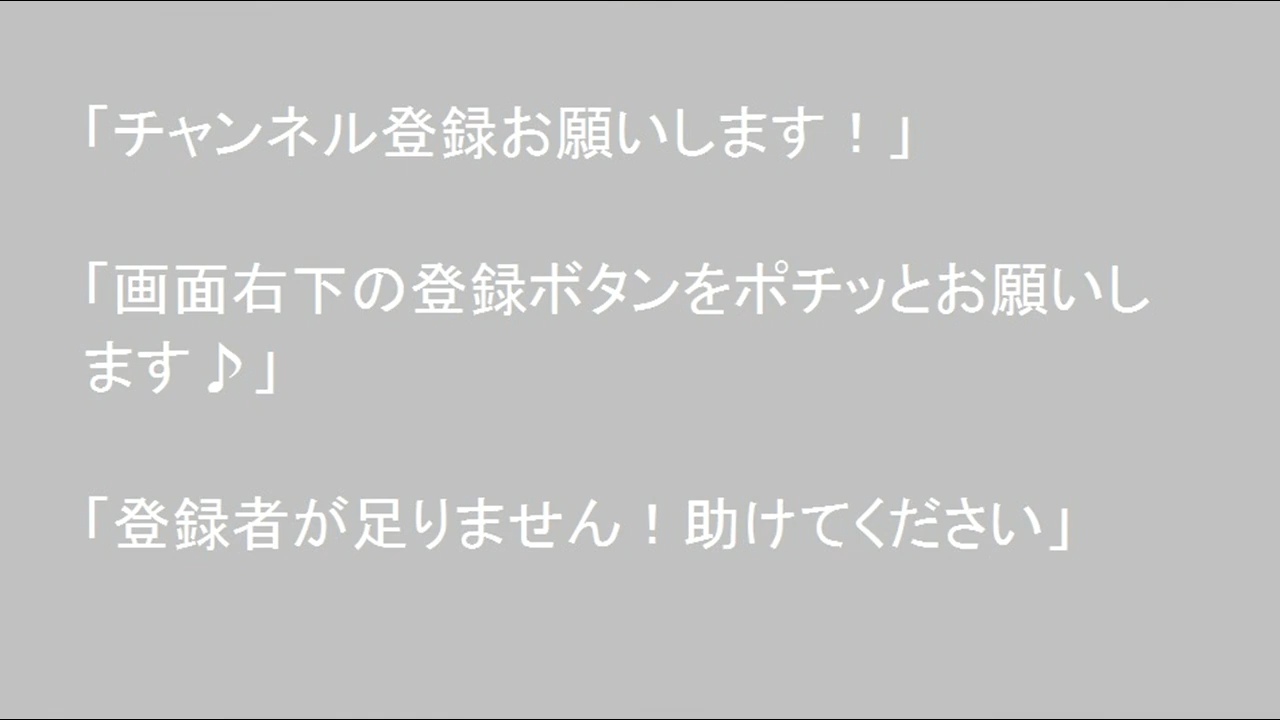 「チャンネル登録お願いします！」
「画面右下の登録ボタンをポチッとお願いし
ます♪」
「登録者が足りません！助けてください」